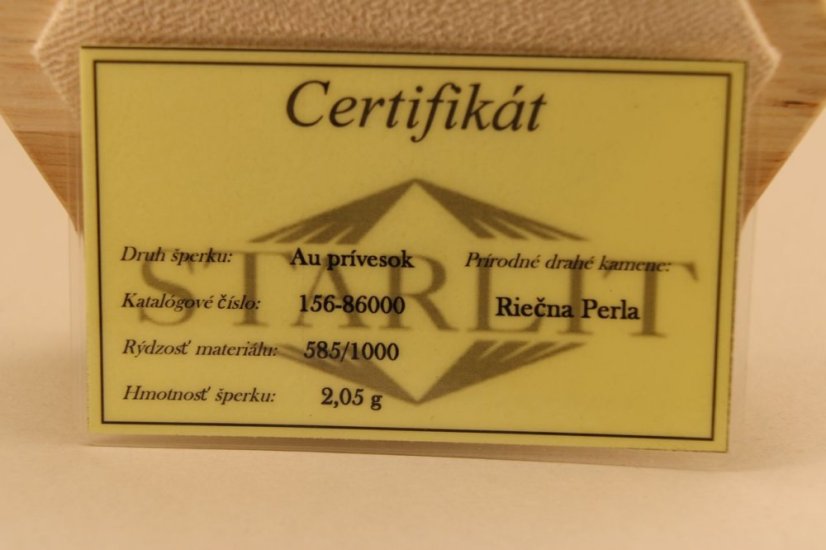 Certifikát
STARLIT
Druh šperku: Au prívesok Prírodné drahé kamene:
Katalógové číslo: 156-86000 Riečna Perla
Rýdzosť materiálu: 585/1000
Hmotnosť šperku: 2,05 g